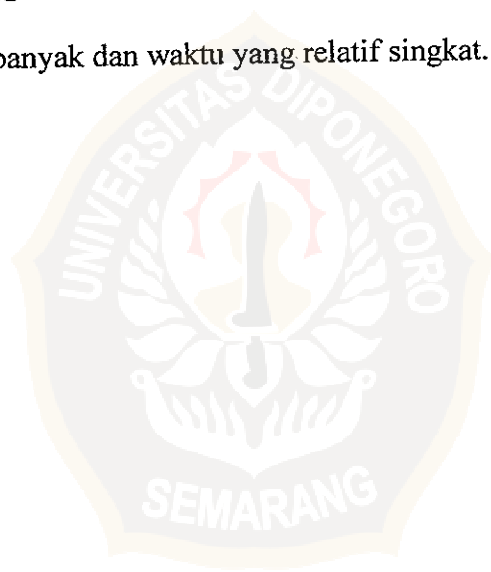 banyak dan waktu yang relatif singkat.
UNIVERSITAS DIPONEGORO
SEMARANG